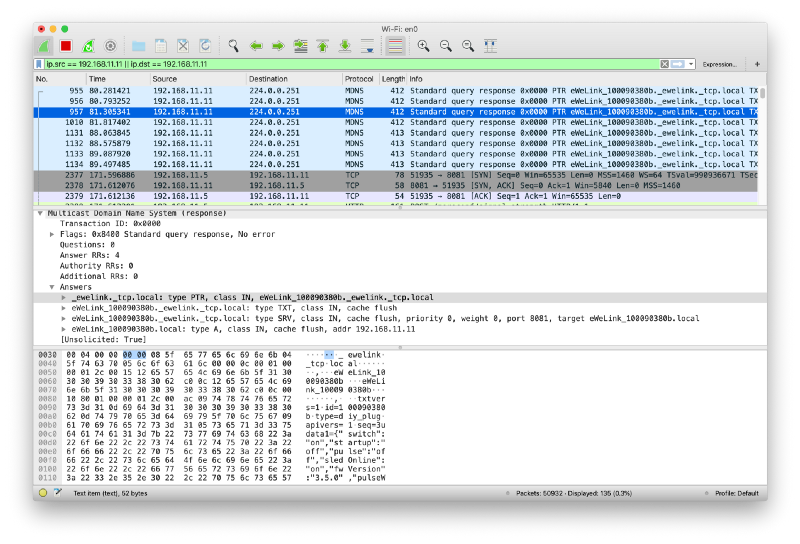 Wi-Fi: en0
ip.src == 192.168.11.11 || ip.dst == 192.168.11.11 Expression... +
No. Time Source Destination Protocol Length Info
955 80.281421 192.168.11.11 224.0.0.251 MDNS 412 Standard query response 0x0000 PTR eWeLink_100090380b._ewelink._tcp.local TX
956 80.793252 192.168.11.11 224.0.0.251 MDNS 412 Standard query response 0x0000 PTR eWeLink_100090380b._ewelink._tcp.local TX
957 81.305341 192.168.11.11 224.0.0.251 MDNS 412 Standard query response 0x0000 PTR eWeLink_100090380b._ewelink._tcp.local TX
1010 81.817402 192.168.11.11 224.0.0.251 MDNS 412 Standard query response 0x0000 PTR eWeLink_100090380b._ewelink._tcp.local TX
1131 88.063845 192.168.11.11 224.0.0.251 MDNS 413 Standard query response 0x0000 PTR eWeLink_100090380b._ewelink._tcp.local TX
1132 88.575879 192.168.11.11 224.0.0.251 MDNS 413 Standard query response 0x0000 PTR eWeLink_100090380b._ewelink._tcp.local TX
1133 89.087920 192.168.11.11 224.0.0.251 MDNS 413 Standard query response 0x0000 PTR eWeLink_100090380b._ewelink._tcp.local TX
1134 89.497485 192.168.11.11 224.0.0.251 MDNS 413 Standard query response 0x0000 PTR eWeLink_100090380b._ewelink._tcp.local TX
2377 171.596886 192.168.11.5 192.168.11.11 TCP 78 51935 → 8081 [SYN] Seq=0 Win=65535 Len=0 MSS=1460 WS=64 TSval=990936671 TSec
2378 171.612076 192.168.11.11 192.168.11.5 TCP 58 8081 → 51935 [SYN, ACK] Seq=0 Ack=1 Win=5840 Len=0 MSS=1460
2379 171.612136 192.168.11.5 192.168.11.11 TCP 54 51935 → 8081 [ACK] Seq=1 Ack=1 Win=65535 Len=0
Multicast Domain Name System (response)
Transaction ID: 0x0000
Flags: 0x8400 Standard query response, No error
Questions: 0
Answer RRs: 4
Authority RRs: 0
Additional RRs: 0
Answers
_ewelink._tcp.local: type PTR, class IN, eWeLink_100090380b._ewelink._tcp.local
eWeLink_100090380b._ewelink._tcp.local: type TXT, class IN, cache flush
eWeLink_100090380b._ewelink._tcp.local: type SRV, class IN, cache flush, priority 0, weight 0, port 8081, target eWeLink_100090380b.local
eWeLink_100090380b.local: type A, class IN, cache flush, addr 192.168.11.11
[Unsolicited: True]
0030 00 04 00 00 00 00 08 5f 65 77 65 6c 69 6e 6b 04 ·······_ ewelink·
0040 5f 74 63 70 05 6c 6f 63 61 6c 00 00 0c 00 01 00 _tcp·loc al······
0050 00 01 2c 00 15 12 65 57 65 4c 69 6e 6b 5f 31 30 ··,···eW eLink_10
0060 30 30 39 30 33 38 30 62 c0 0c 12 65 57 65 4c 69 0090380b ···eWeLi
0070 6e 6b 5f 31 30 30 30 39 30 33 38 30 62 c0 0c 00 nk_10009 0380b···
0080 10 80 01 00 00 01 2c 00 ac 09 74 78 74 76 65 72 ······,· ··txtver
0090 73 3d 31 0d 69 64 3d 31 30 30 30 39 30 33 38 30 s=1·id=1 00090380
00a0 62 0d 74 79 70 65 3d 64 69 79 5f 70 6c 75 67 09 b·type=d iy_plug·
00b0 61 70 69 76 65 72 73 3d 31 05 73 65 71 3d 33 75 apivers= 1·seq=3u
00c0 64 61 74 61 31 3d 7b 22 73 77 69 74 63 68 22 3a data1={" switch":
00d0 22 6f 6e 22 2c 22 73 74 61 72 74 75 70 22 3a 22 "on","st artup":"
00e0 6f 66 66 22 2c 22 70 75 6c 73 65 22 3a 22 6f 66 off","pu lse":"of
00f0 66 22 2c 22 73 6c 65 64 4f 6e 6c 69 6e 65 22 3a f","sled Online":
0100 22 6f 6e 22 2c 22 66 77 56 65 72 73 69 6f 6e 22 "on","fw Version"
0110 3a 22 33 2e 35 2e 30 22 2c 22 70 75 6c 73 65 57 :"3.5.0" ,"pulseW
Text item (text), 52 bytes Packets: 50932 · Displayed: 135 (0.3%) Profile: Default